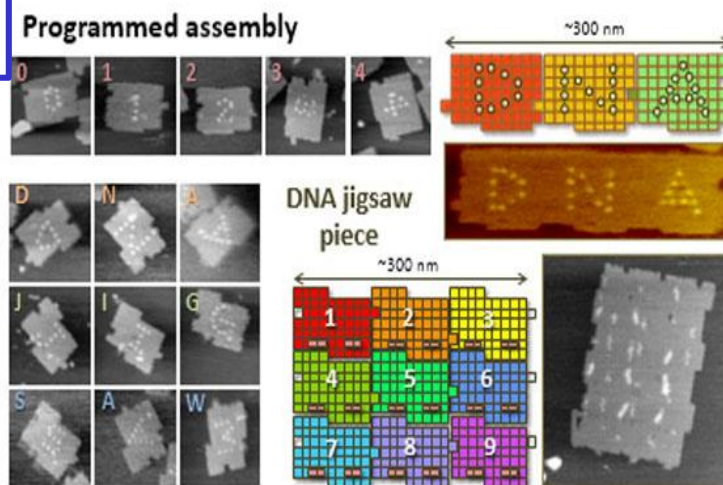 Programmed assembly
~300 nm
0 1 2 3 4
D N A
D N A
D N A
DNA jigsaw
piece
~300 nm
J I G
1 2 3
4 5 6
S A W
7 8 9